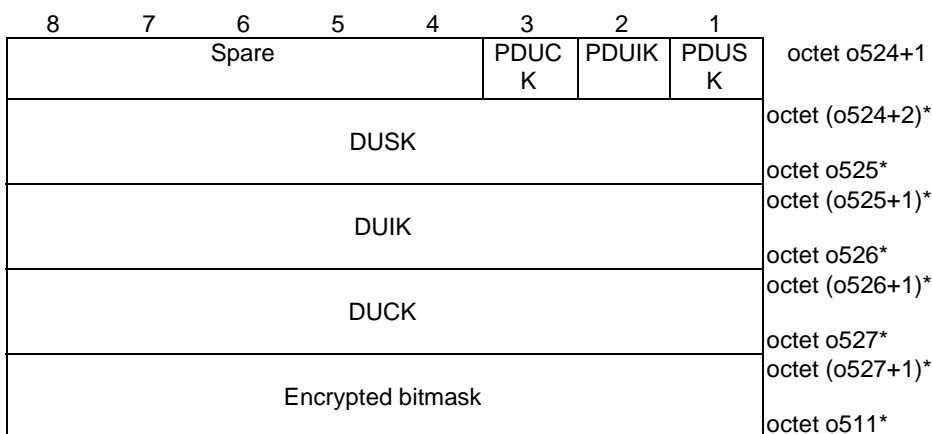 8 7 6 5 4 3 2 1
Spare PDUC PDUIK PDUS octet o524+1
K K
octet (o524+2)*
DUSK
octet o525*
octet (o525+1)*
DUIK
octet o526*
octet (o526+1)*
DUCK
octet o527*
octet (o527+1)*
Encrypted bitmask
octet o511*